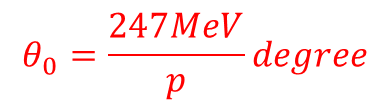 θ₀ = 247MeV / p degree